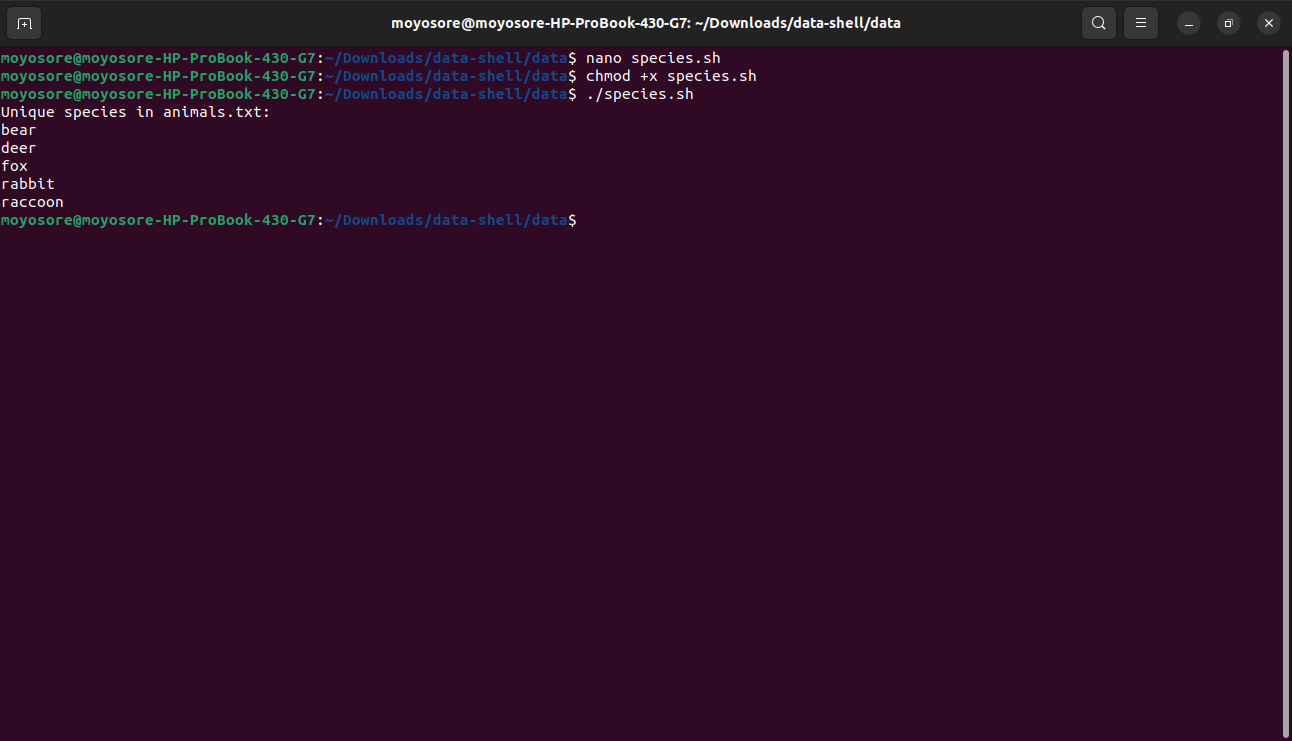 moyosore@moyosore-HP-ProBook-430-G7: ~/Downloads/data-shell/data
moyosore@moyosore-HP-ProBook-430-G7:~/Downloads/data-shell/data$ nano species.sh
moyosore@moyosore-HP-ProBook-430-G7:~/Downloads/data-shell/data$ chmod +x species.sh
moyosore@moyosore-HP-ProBook-430-G7:~/Downloads/data-shell/data$ ./species.sh
Unique species in animals.txt:
bear
deer
fox
rabbit
raccoon
moyosore@moyosore-HP-ProBook-430-G7:~/Downloads/data-shell/data$